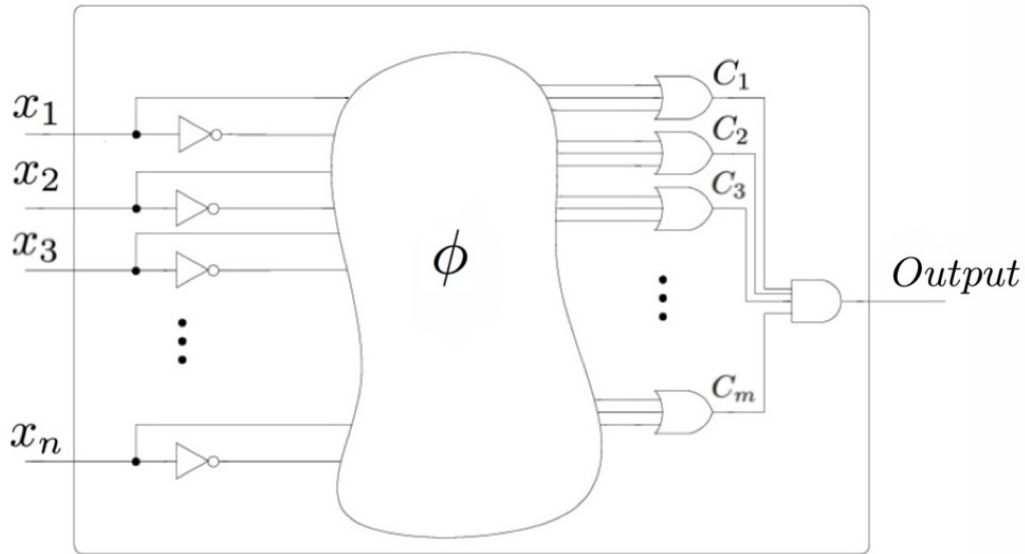 x₁
x₂
x₃
xₙ
ϕ
C₁
C₂
C₃
Cₘ
Output